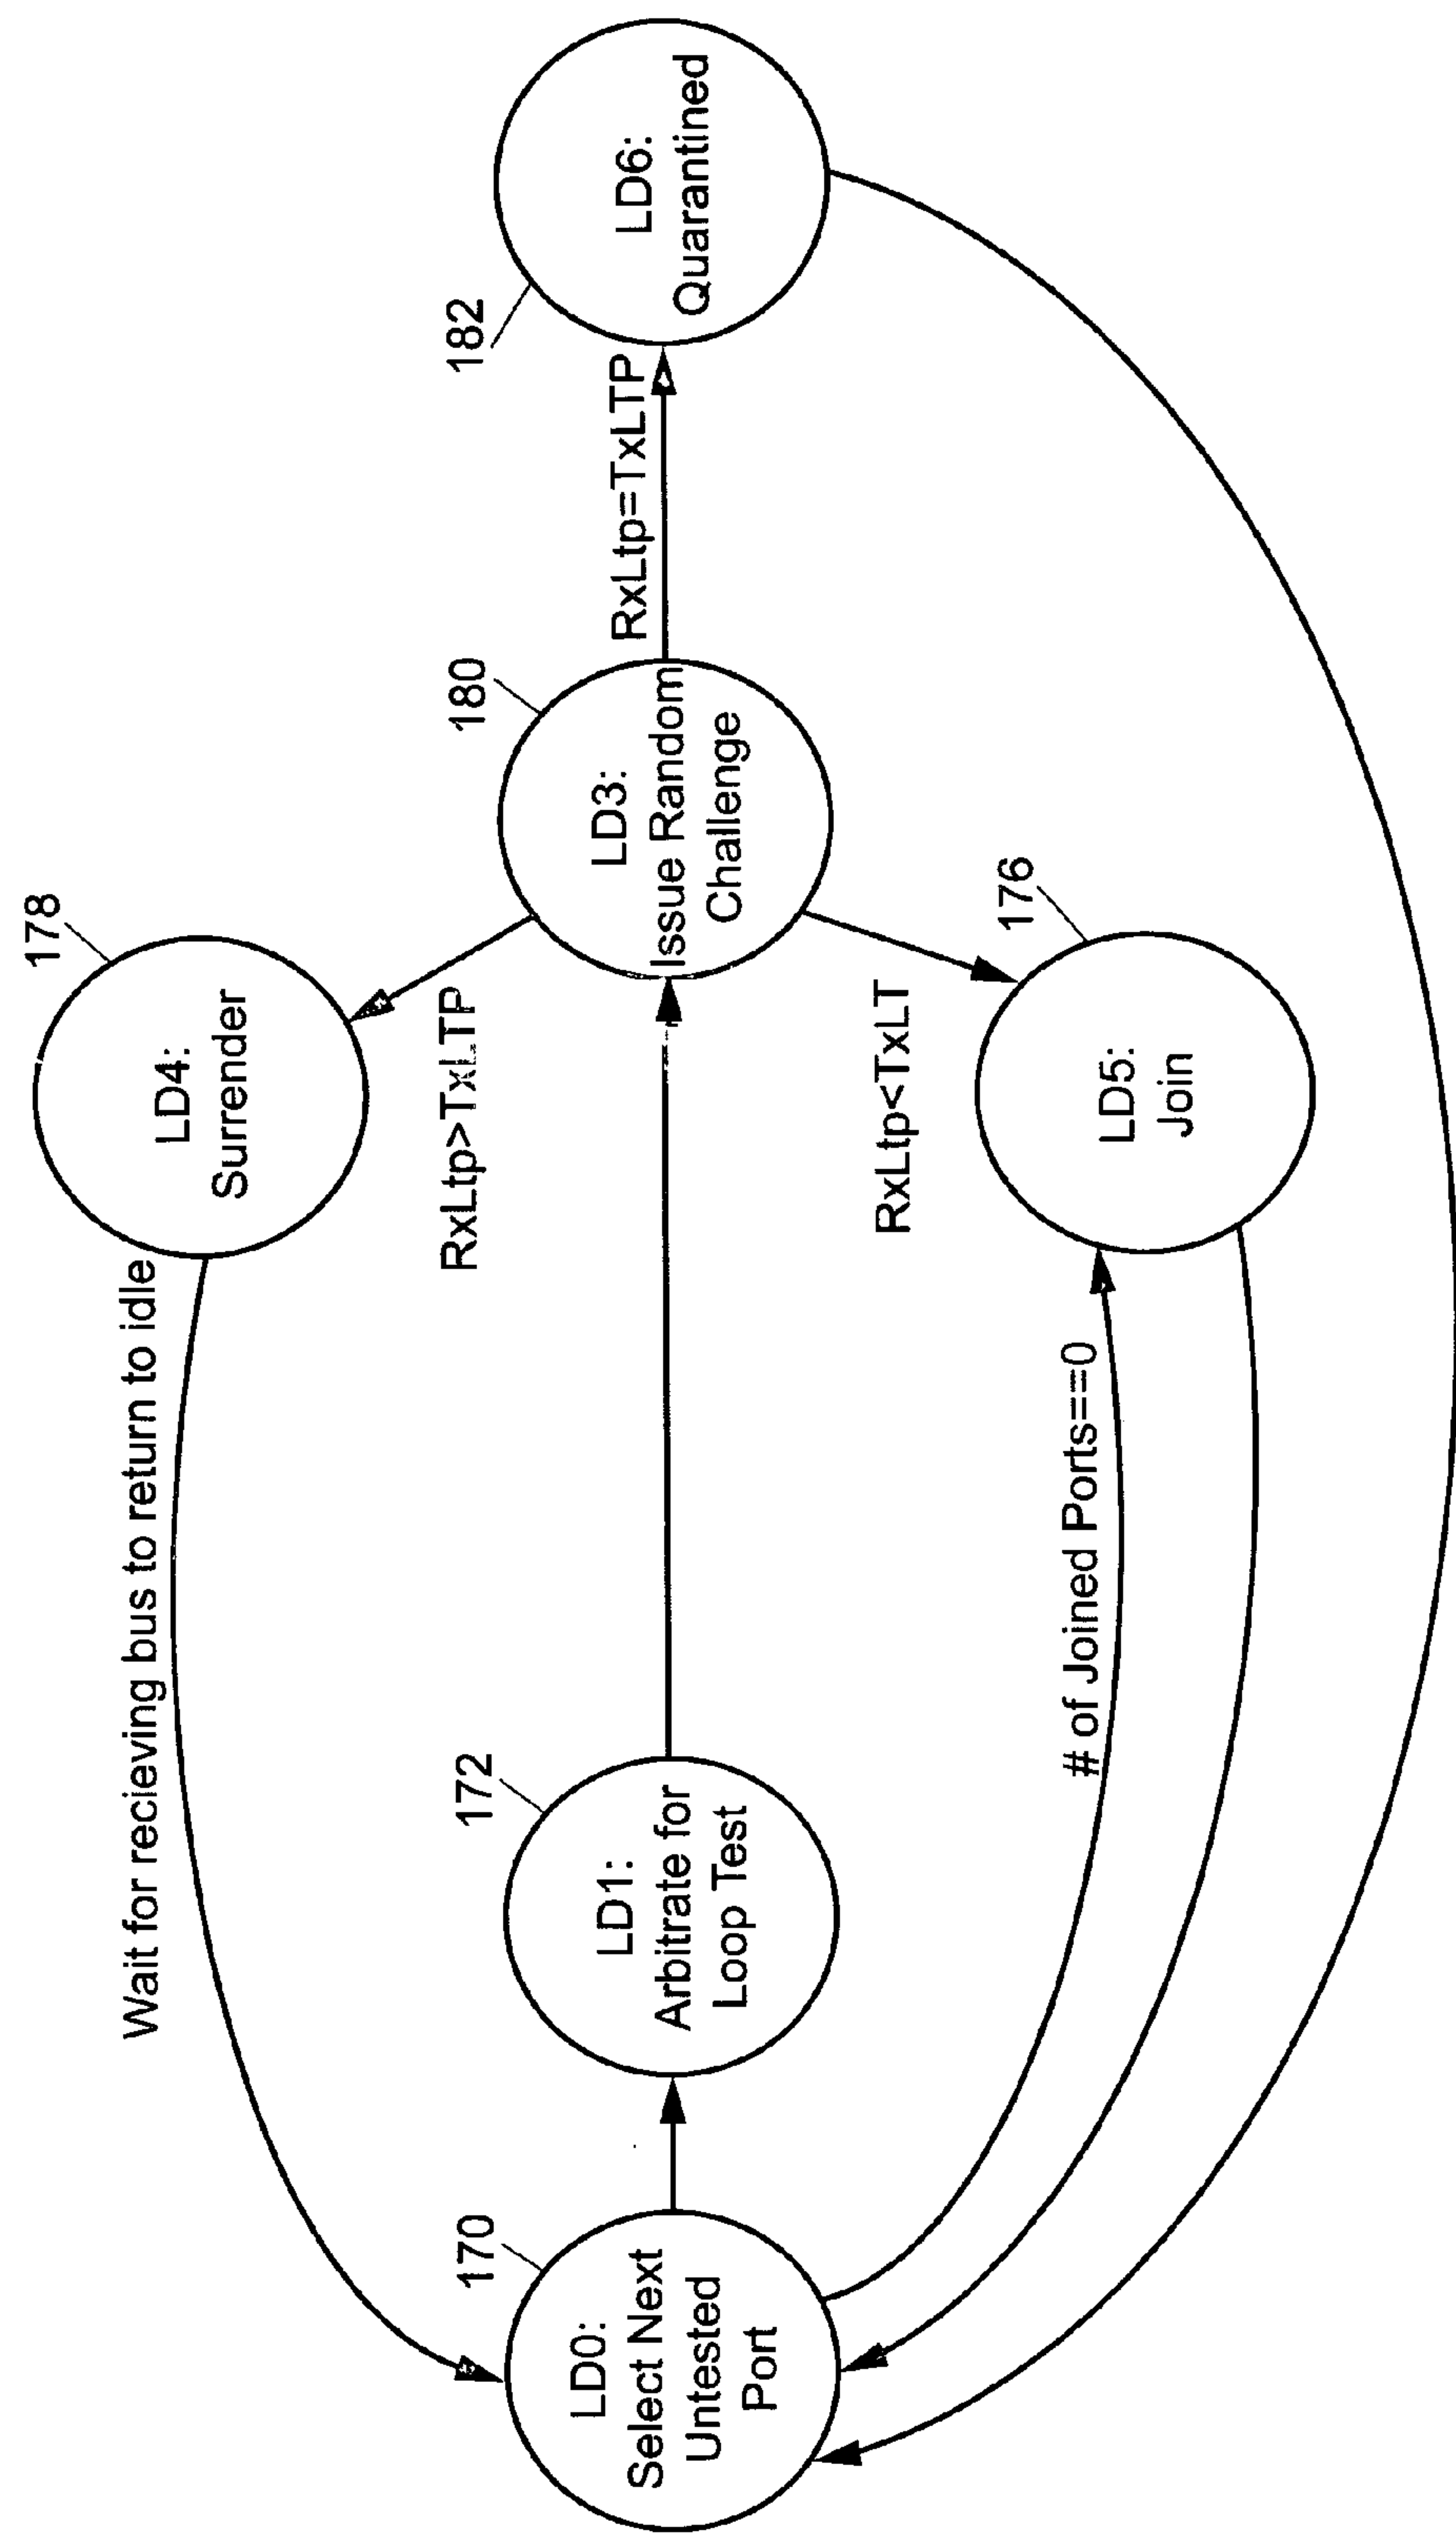 Wait for recieving bus to return to idle
178
LD4:
Surrender
RxLtp>TxLTP
170
LD0:
Select Next
Untested
Port
172
LD1:
Arbitrate for
Loop Test
180
LD3:
Issue Random
Challenge
RxLtp=TxLTP
182
LD6:
Quarantined
RxLtp<TxLT
176
LD5:
Join
# of Joined Ports==0